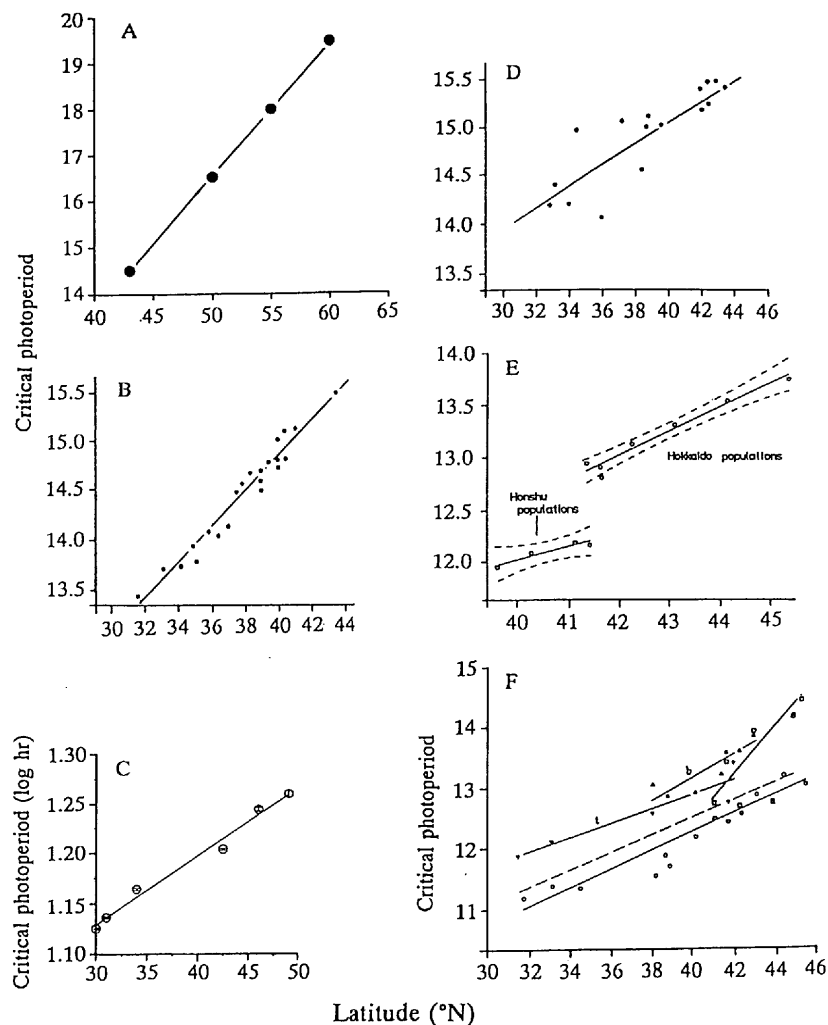 A
20
19
18
17
16
15
14
40
.45
50
55
60
65
Critical photoperiod
B
15.5
15.0
14.5
14.0
13.5
30 32 34 36 38 40 42 44
C
Critical photoperiod (log hr)
1.30
1.25
1.20
1.15
1.10
30 35 40 45 50
D
15.5
15.0
14.5
14.0
13.5
30 32 34 36 38 40 42 44 46
E
14.0
13.5
13.0
12.5
12.0
Honshu
populations
Hokkaido populations
40 41 42 43 44 45
F
Critical photoperiod
15
14
13
12
11
30 32 34 36 38 40 42 44 46
Latitude (°N)